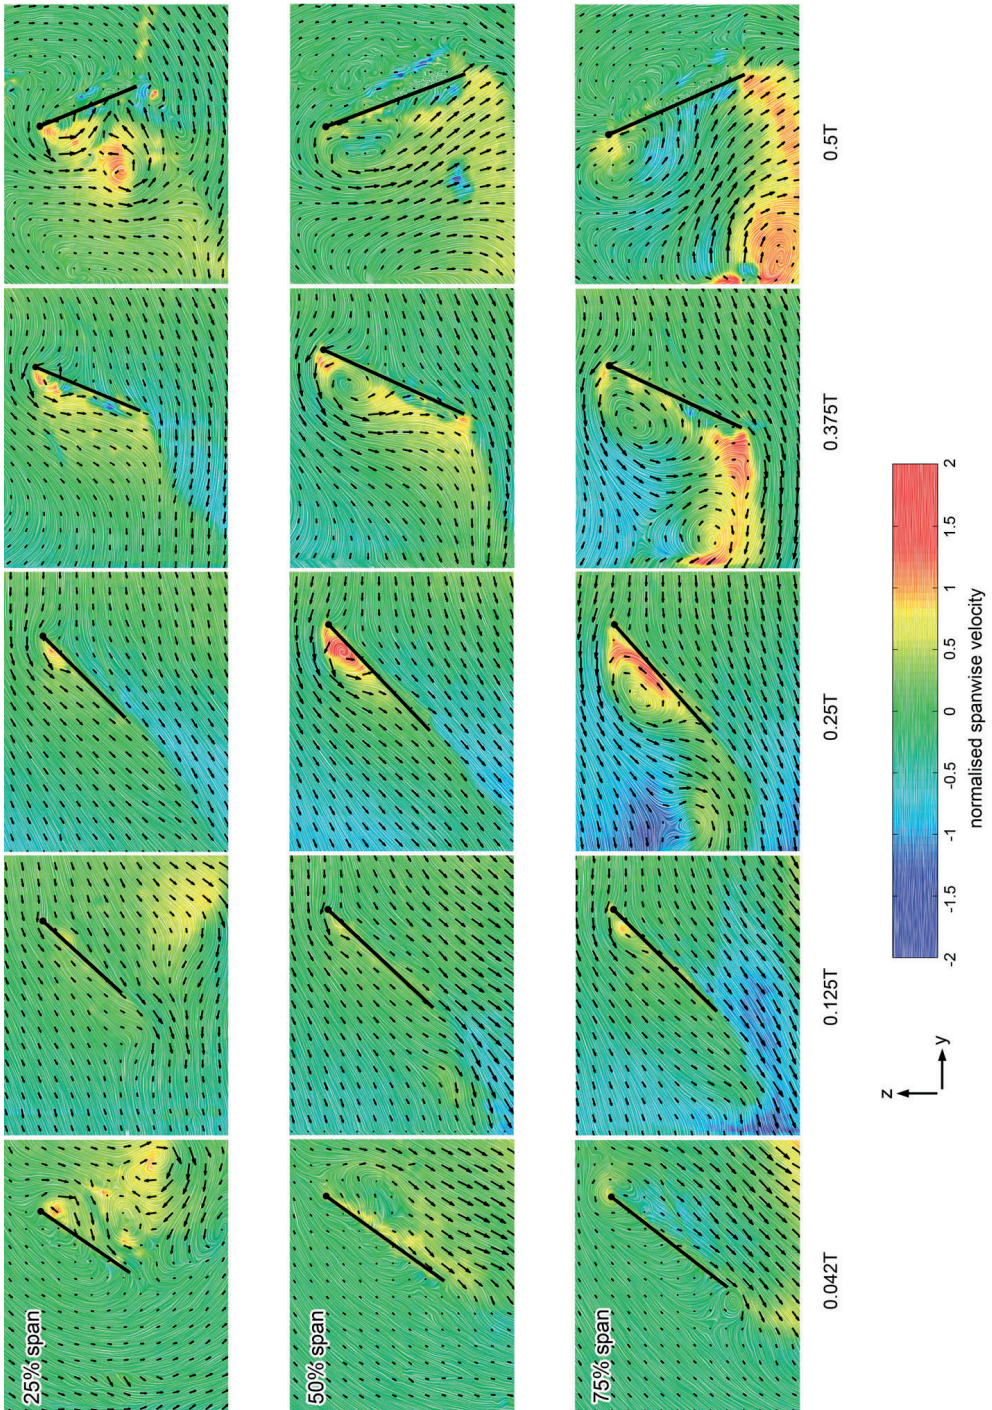 25% span
50% span
75% span
0.042T
0.125T
0.25T
0.375T
0.5T
z
y
-2
-1.5
-1
-0.5
0
0.5
1
1.5
2
normalised spanwise velocity